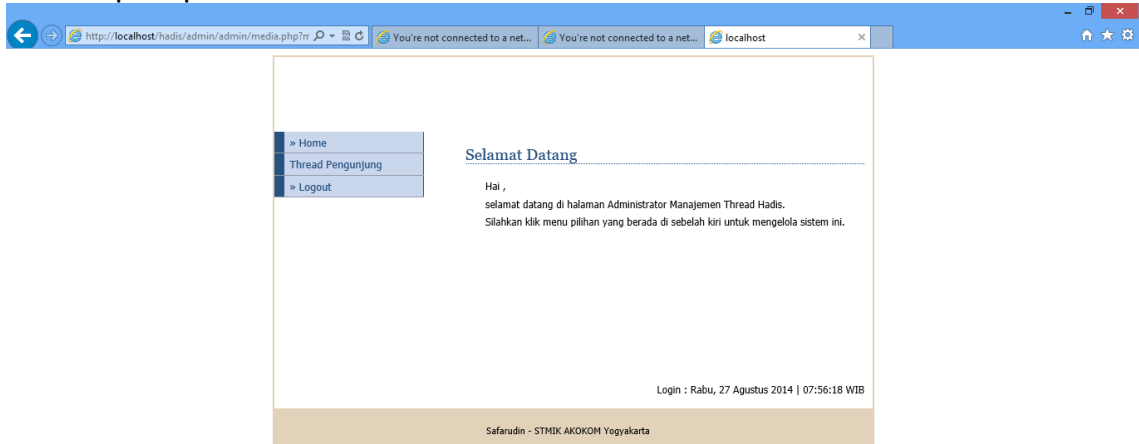 http://localhost/hadis/admin/admin/media.php?m
You're not connected to a net...
You're not connected to a net...
localhost
» Home
Thread Pengunjung
» Logout
Selamat Datang
Hai ,
selamat datang di halaman Administrator Manajemen Thread Hadis.
Silahkan klik menu pilihan yang berada di sebelah kiri untuk mengelola sistem ini.
Login : Rabu, 27 Agustus 2014 | 07:56:18 WIB
Safarudin - STMIK AKOKOM Yogyakarta